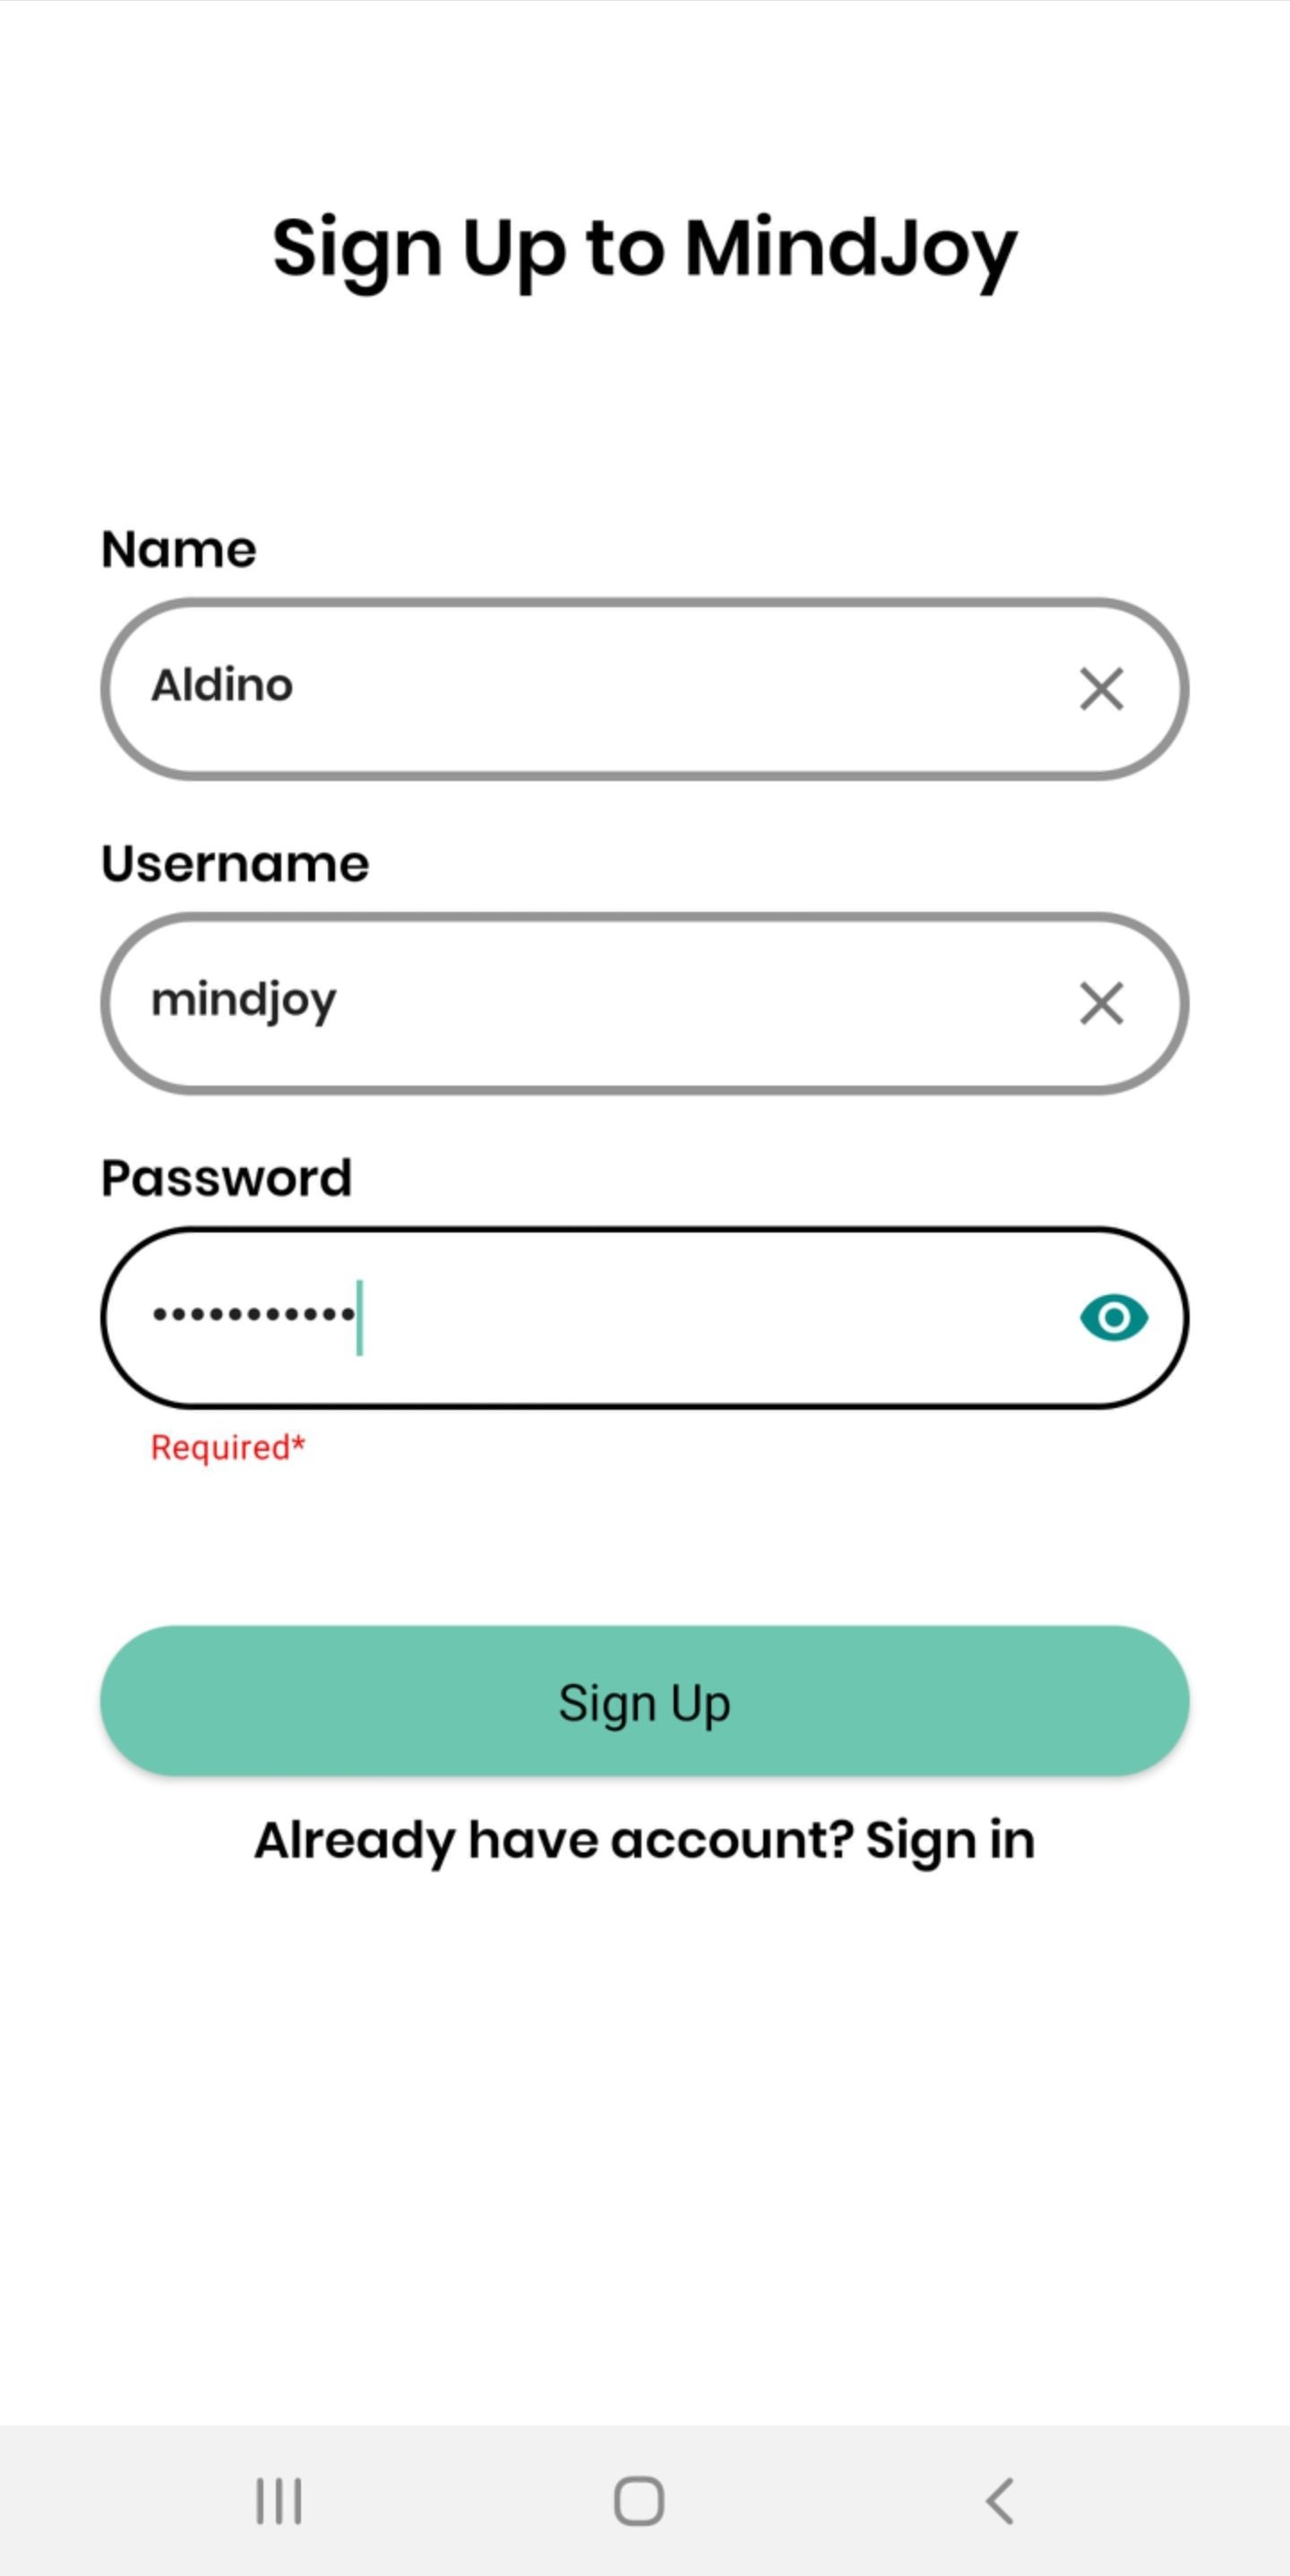 Sign Up to MindJoy
Name
Aldino
Username
mindjoy
Password
•••••••••••
Required*
Sign Up
Already have account? Sign in